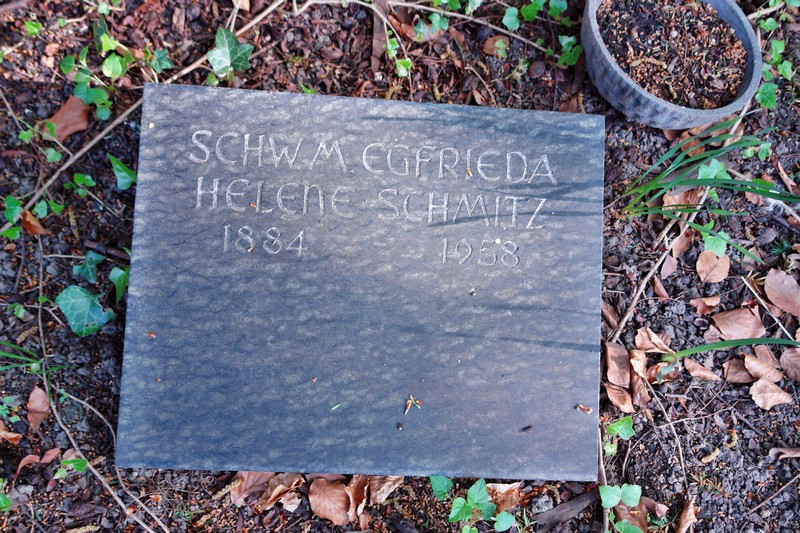 SCHW. M. EGFRIEDA
HELENE SCHMITZ
1884 1958